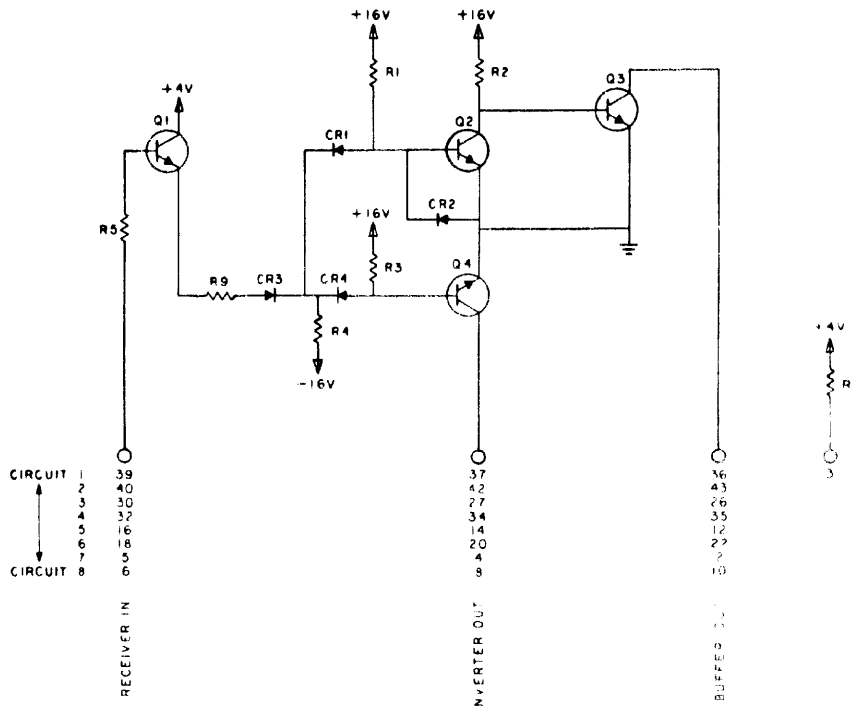 +16V +16V
R1 R2 Q3
+4V
Q1 CR1 Q2
CR2
+16V
R5
R9 CR3 CR4 R3 Q4
R4
-16V
+4V
R
CIRCUIT 1 39 37 36 3
2 40 42 43
3 30 27 26
4 32 34 35
5 16 14 12
6 18 20 22
7 5 4 2
CIRCUIT 8 6 8 10
RECEIVER IN
NVERTER OUT
BUFFER